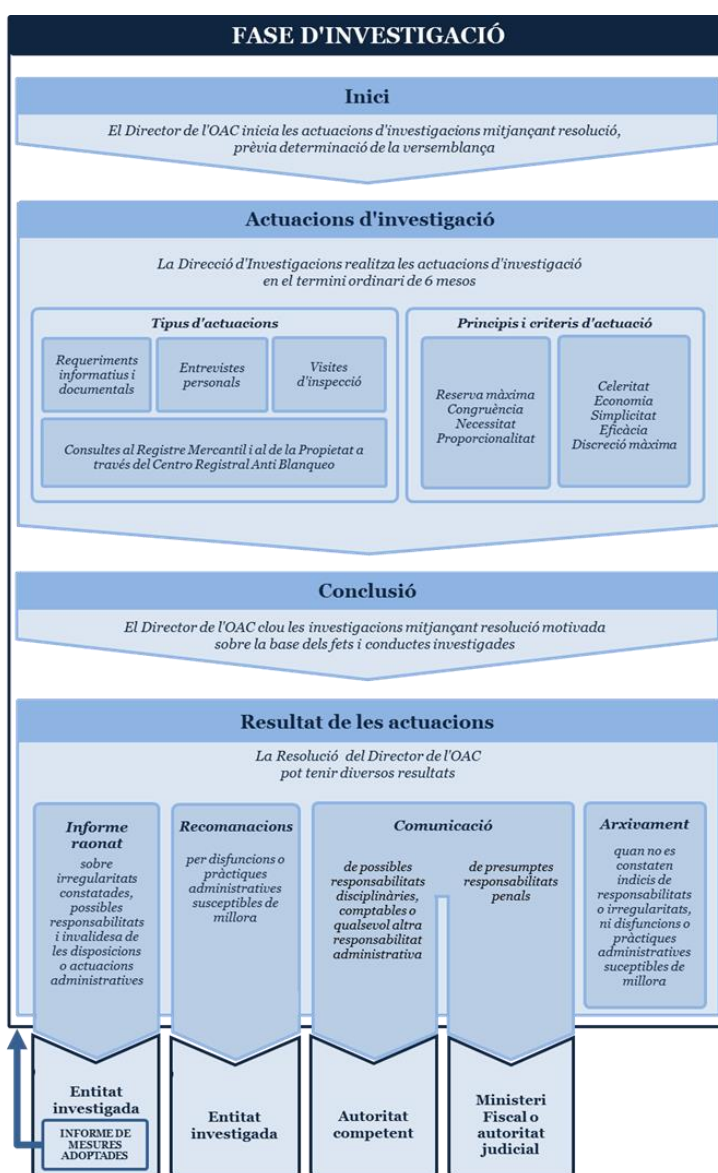 FASE D'INVESTIGACIÓ
Inici
El Director de l'OAC inicia les actuacions d'investigacions mitjançant resolució,
prèvia determinació de la versemblança
Actuacions d'investigació
La Direcció d'Investigacions realitza les actuacions d'investigació
en el termini ordinari de 6 mesos
Tipus d'actuacions
Requeriments
informatius i
documentals
Entrevistes
personals
Visites
d'inspecció
Consultes al Registre Mercantil i al de la Propietat a
través del Centro Registral Anti Blanqueo
Principis i criteris d'actuació
Reserva màxima
Congruència
Necessitat
Proporcionalitat
Celeritat
Economia
Simplicitat
Eficàcia
Discreció màxima
Conclusió
El Director de l'OAC clou les investigacions mitjançant resolució motivada
sobre la base dels fets i conductes investigades
Resultat de les actuacions
La Resolució del Director de l'OAC
pot tenir diversos resultats
Informe
raonat
sobre
irregularitats
constatades,
possibles
responsabilitats
i invalidesa de
les disposicions
o actuacions
administratives
Recomanacions
per disfuncions o
pràctiques
administratives
susceptibles de
millora
Comunicació
de possibles
responsabilitats
disciplinàries,
comptables o
qualsevol altra
responsabilitat
administrativa
de presumptes
responsabilitats
penals
Arxivament
quan no es
constaten
indicis de
responsabilitats
o irregularitats,
ni disfuncions o
pràctiques
administratives
suceptibles de
millora
Entitat
investigada
INFORME DE
MESURES
ADOPTADES
Entitat
investigada
Autoritat
competent
Ministeri
Fiscal o
autoritat
judicial